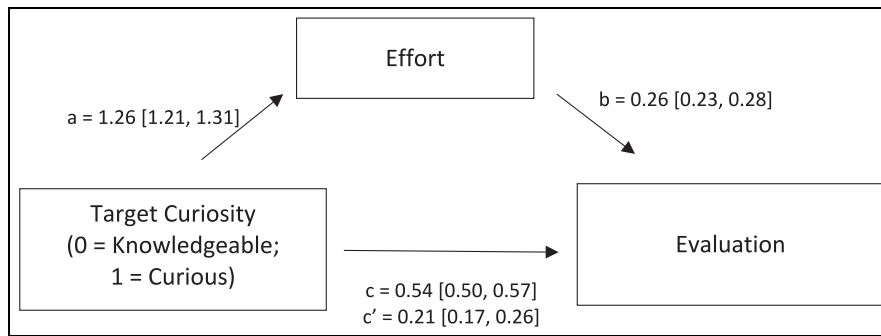 Effort
a = 1.26 [1.21, 1.31]
b = 0.26 [0.23, 0.28]
Target Curiosity
(0 = Knowledgeable;
1 = Curious)
Evaluation
c = 0.54 [0.50, 0.57]
c’ = 0.21 [0.17, 0.26]